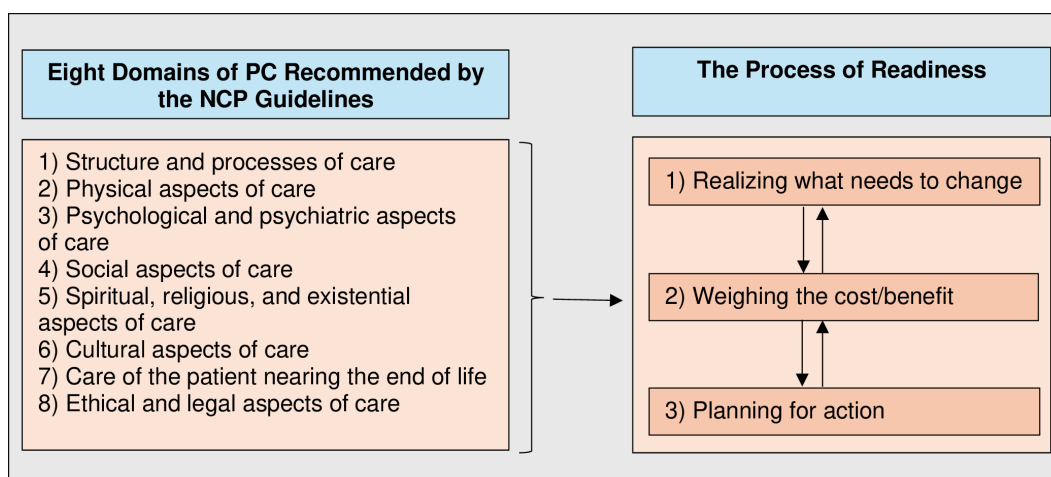 Eight Domains of PC Recommended by
the NCP Guidelines
1) Structure and processes of care
2) Physical aspects of care
3) Psychological and psychiatric aspects
of care
4) Social aspects of care
5) Spiritual, religious, and existential
aspects of care
6) Cultural aspects of care
7) Care of the patient nearing the end of life
8) Ethical and legal aspects of care
The Process of Readiness
1) Realizing what needs to change
2) Weighing the cost/benefit
3) Planning for action